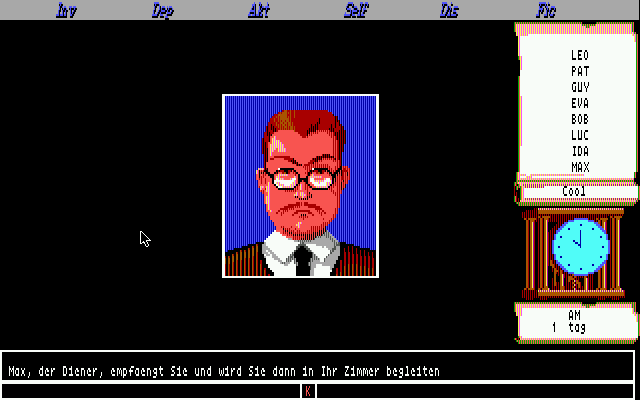 Inv Dep Akt Self Dis Fic
LEO
PAT
GUY
EVA
BOB
LUC
IDA
MAX
Cool
AM
1 tag
Max, der Diener, empfaengt Sie und wird Sie dann in Ihr Zimmer begleiten
K